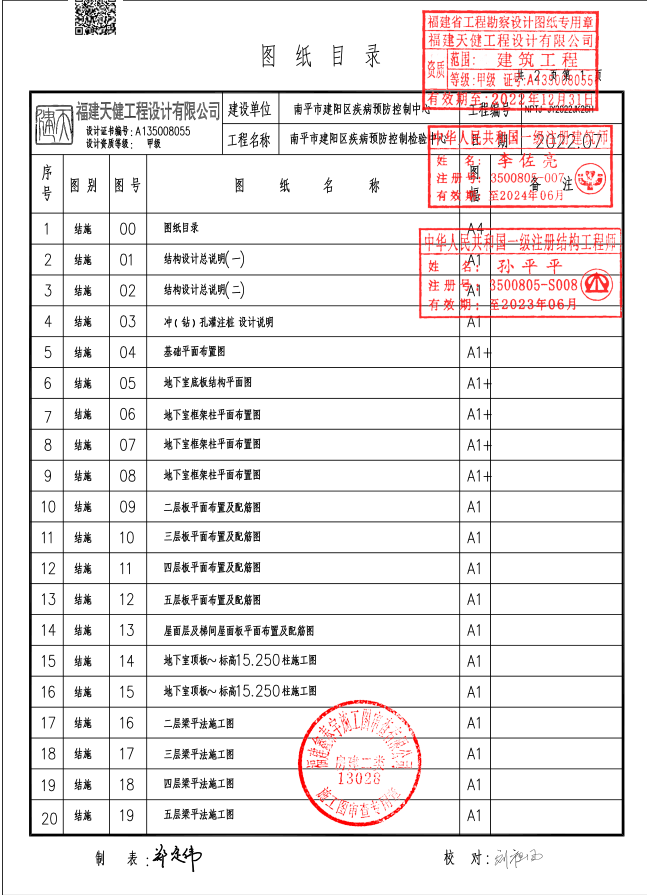 图 纸 目 录
共 2 页 第 1 页
福建省工程勘察设计图纸专用章
福建天健工程设计有限公司
资质 范围: 建筑工程
等级:甲级 证号:A135008055
有效期至:2022年12月31日
福建天健工程设计有限公司
设计证书编号:A135008055
设计资质等级: 甲级
建设单位 南平市建阳区疾病预防控制中心 工程编号
工程名称 南平市建阳区疾病预防控制检验中心 日 期 2022.07
中华人民共和国一级注册建筑师
姓 名: 李佐亮
注册号: 3500805-007
有效期: 至2024年06月
序号 图 别 图 号 图 纸 名 称 图幅 备 注
1 结施 00 图纸目录 A4
2 结施 01 结构设计总说明(一) A1
3 结施 02 结构设计总说明(二) A1
中华人民共和国一级注册结构工程师
姓 名: 孙平平
注册号: 3500805-S008
有效期: 至2023年06月
4 结施 03 冲(钻)孔灌注桩 设计说明 A1
5 结施 04 基础平面布置图 A1+
6 结施 05 地下室底板结构平面图 A1+
7 结施 06 地下室框架柱平面布置图 A1+
8 结施 07 地下室框架柱平面布置图 A1+
9 结施 08 地下室框架柱平面布置图 A1+
10 结施 09 二层板平面布置及配筋图 A1
11 结施 10 三层板平面布置及配筋图 A1
12 结施 11 四层板平面布置及配筋图 A1
13 结施 12 五层板平面布置及配筋图 A1
14 结施 13 屋面层及梯间屋面板平面布置及配筋图 A1
15 结施 14 地下室顶板～标高15.250柱施工图 A1
16 结施 15 地下室顶板～标高15.250柱施工图 A1
17 结施 16 二层梁平法施工图 A1
18 结施 17 三层梁平法施工图 A1
19 结施 18 四层梁平法施工图 A1
20 结施 19 五层梁平法施工图 A1
房建二类
13028
施工图审查专用章
制 表:
校 对: